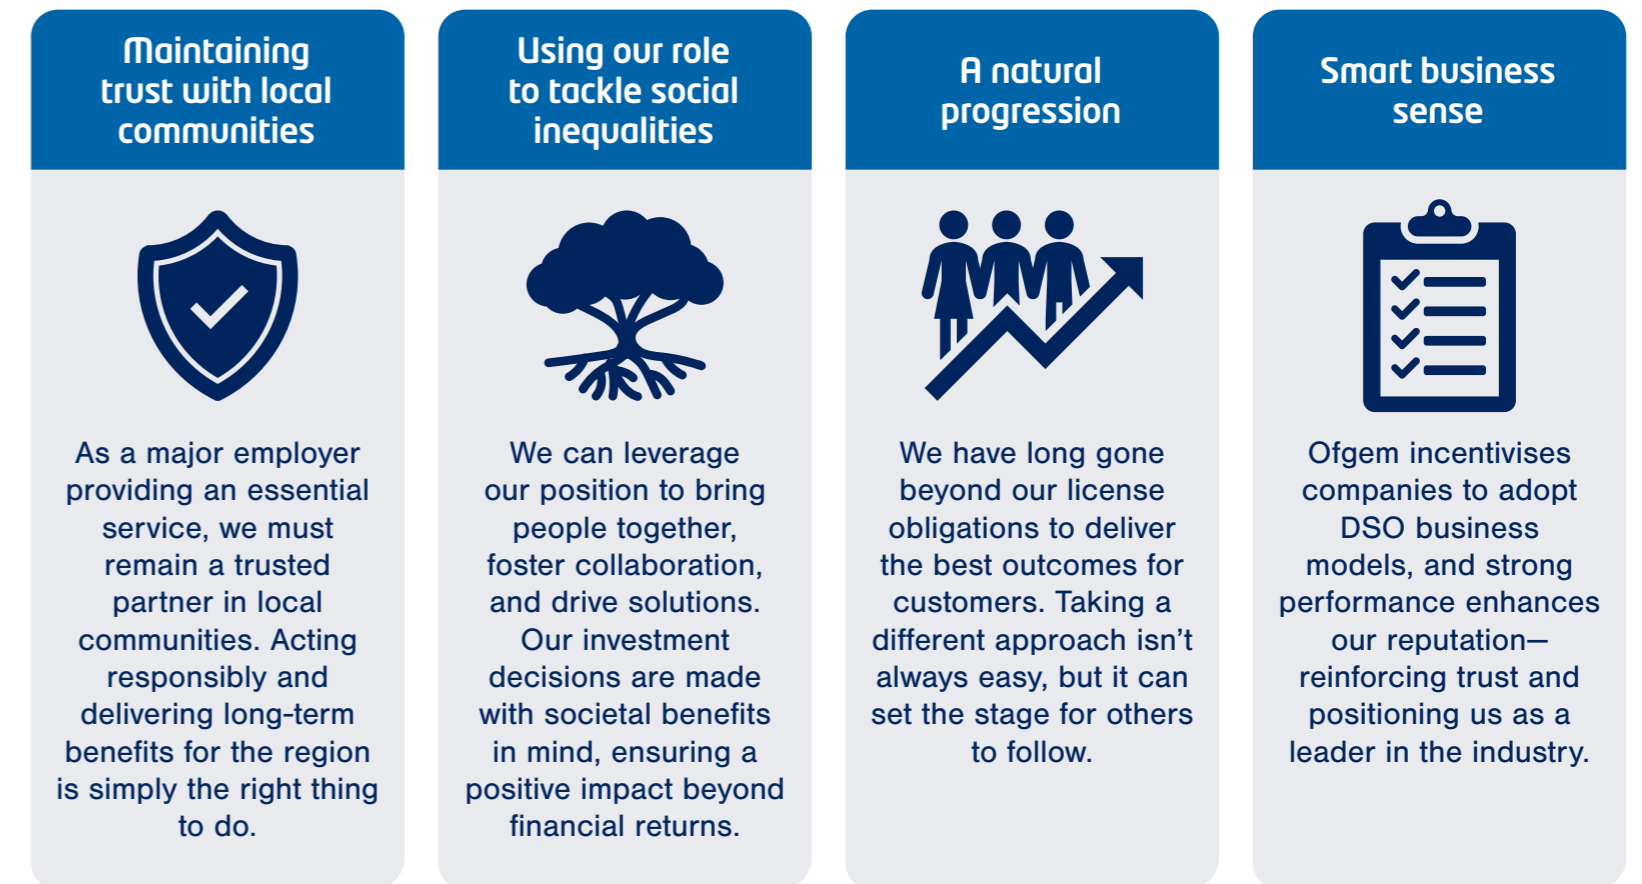 Maintaining
trust with local
communities
As a major employer
providing an essential
service, we must
remain a trusted
partner in local
communities. Acting
responsibly and
delivering long-term
benefits for the region
is simply the right thing
to do.
Using our role
to tackle social
inequalities
We can leverage
our position to bring
people together,
foster collaboration,
and drive solutions.
Our investment
decisions are made
with societal benefits
in mind, ensuring a
positive impact beyond
financial returns.
A natural
progression
We have long gone
beyond our license
obligations to deliver
the best outcomes for
customers. Taking a
different approach isn’t
always easy, but it can
set the stage for others
to follow.
Smart business
sense
Ofgem incentivises
companies to adopt
DSO business
models, and strong
performance enhances
our reputation—
reinforcing trust and
positioning us as a
leader in the industry.